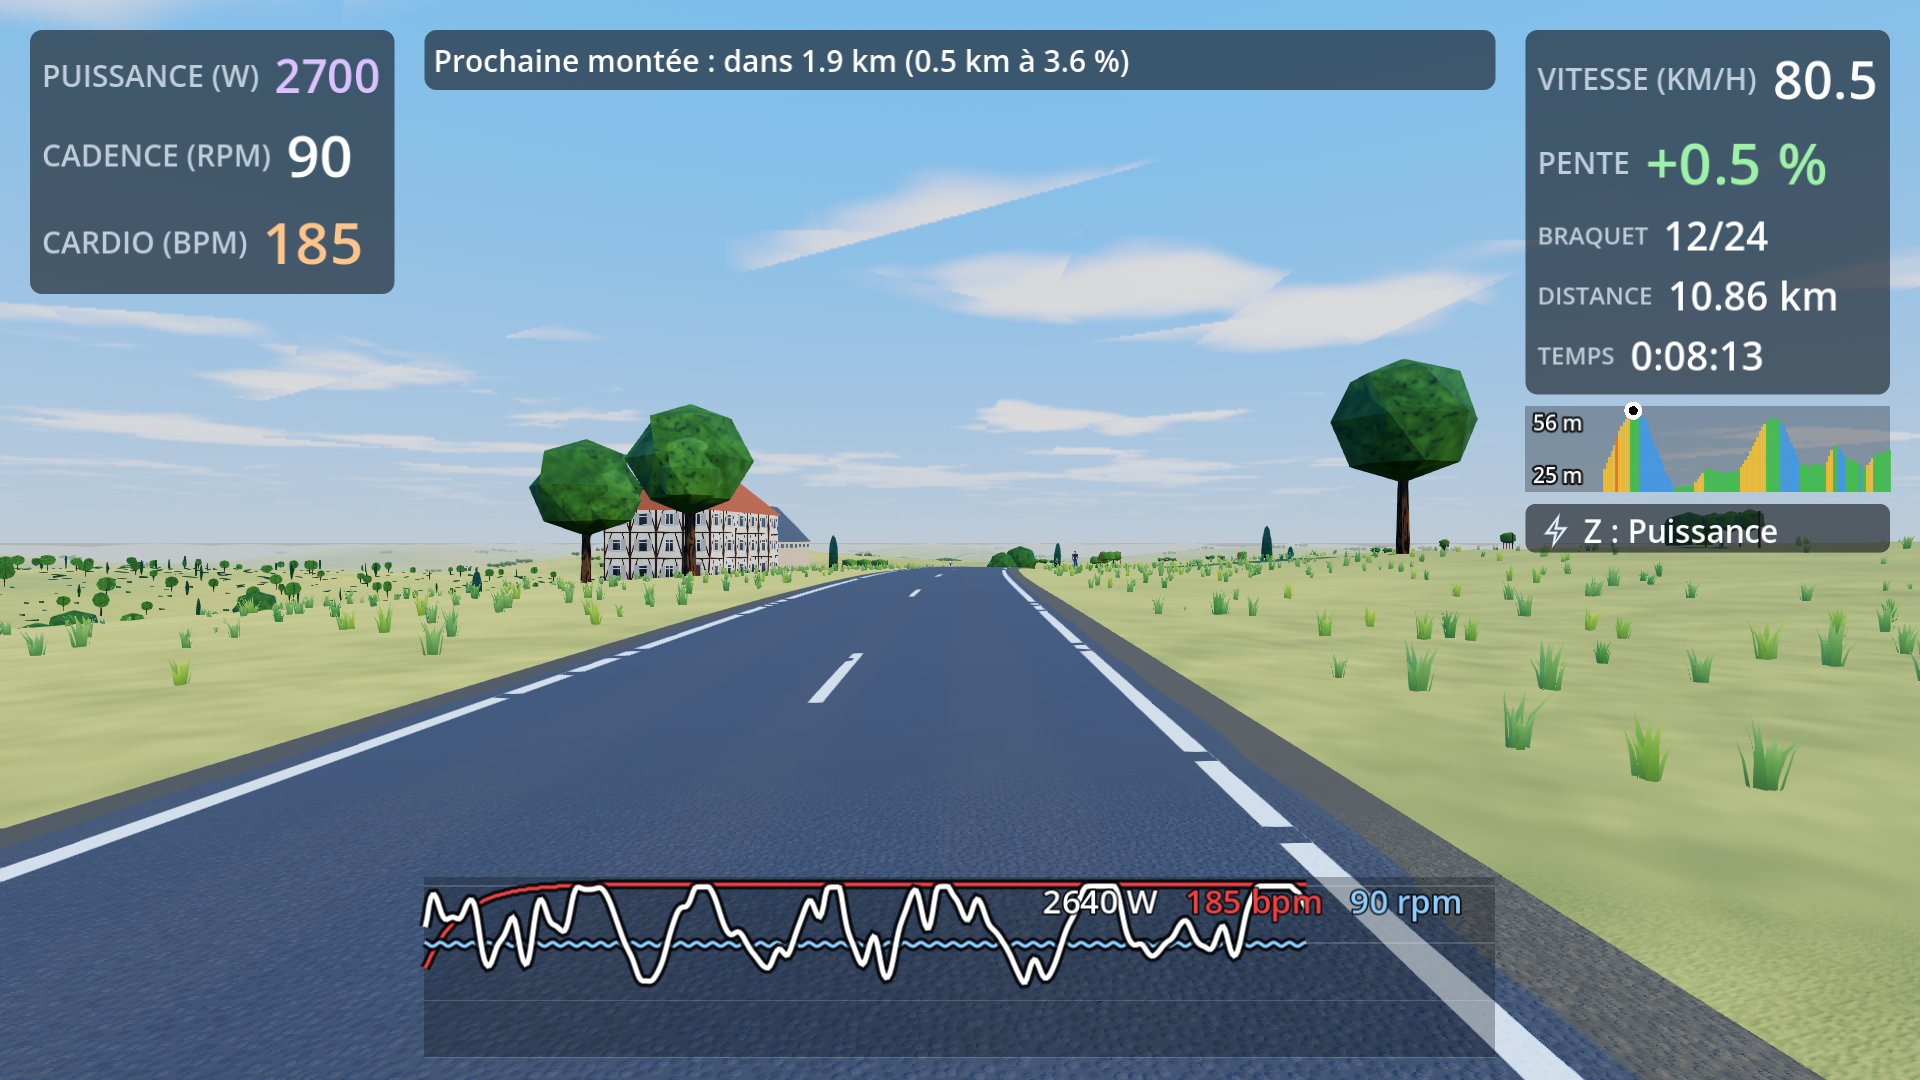 PUISSANCE (W) 2700
CADENCE (RPM) 90
CARDIO (BPM) 185
Prochaine montée : dans 1.9 km (0.5 km à 3.6 %)
VITESSE (KM/H) 80.5
PENTE +0.5 %
BRAQUET 12/24
DISTANCE 10.86 km
TEMPS 0:08:13
56 m
25 m
Z : Puissance
2640 W 185 bpm 90 rpm